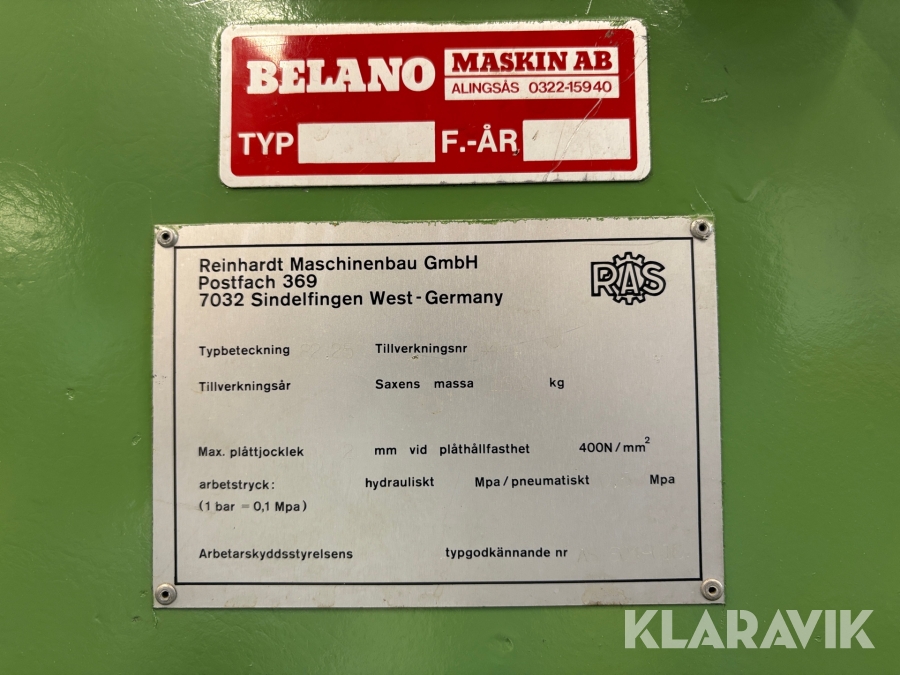 BELANO MASKIN AB
ALINGSÅS 0322-15940
TYP F.-ÅR
Reinhardt Maschinenbau GmbH
Postfach 369
7032 Sindelfingen West-Germany
RAS
Typbeteckning Tillverkningsnr
Tillverkningsår Saxens massa kg
Max. plåttjocklek mm vid plåthållfasthet 400N/mm²
arbetstryck: hydrauliskt Mpa/pneumatiskt Mpa
(1 bar = 0,1 Mpa)
Arbetarskyddsstyrelsens typgodkännande nr
KLARAVIK